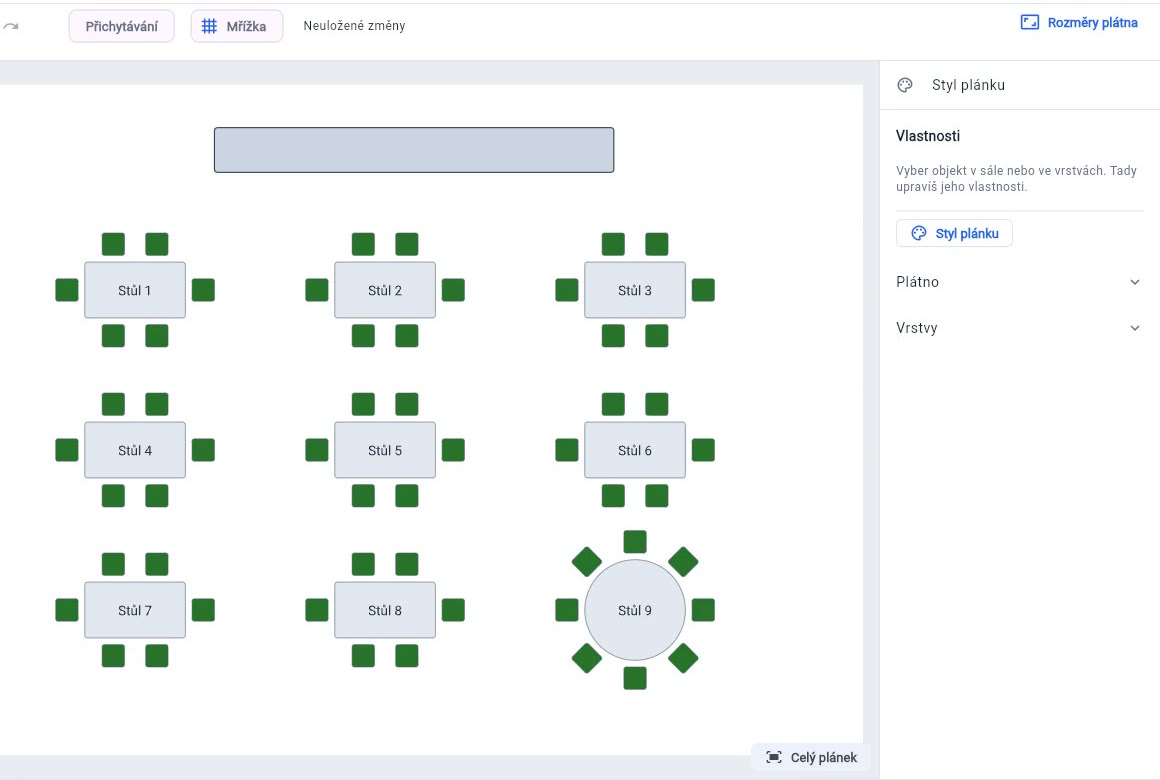 Přichytávání
Mřížka
Neuložené změny
Rozměry plátna
Styl plánku
Vlastnosti
Vyber objekt v sále nebo ve vrstvách. Tady
upravíš jeho vlastnosti.
Styl plánku
Plátno
Vrstvy
Stůl 1
Stůl 2
Stůl 3
Stůl 4
Stůl 5
Stůl 6
Stůl 7
Stůl 8
Stůl 9
Celý plánek